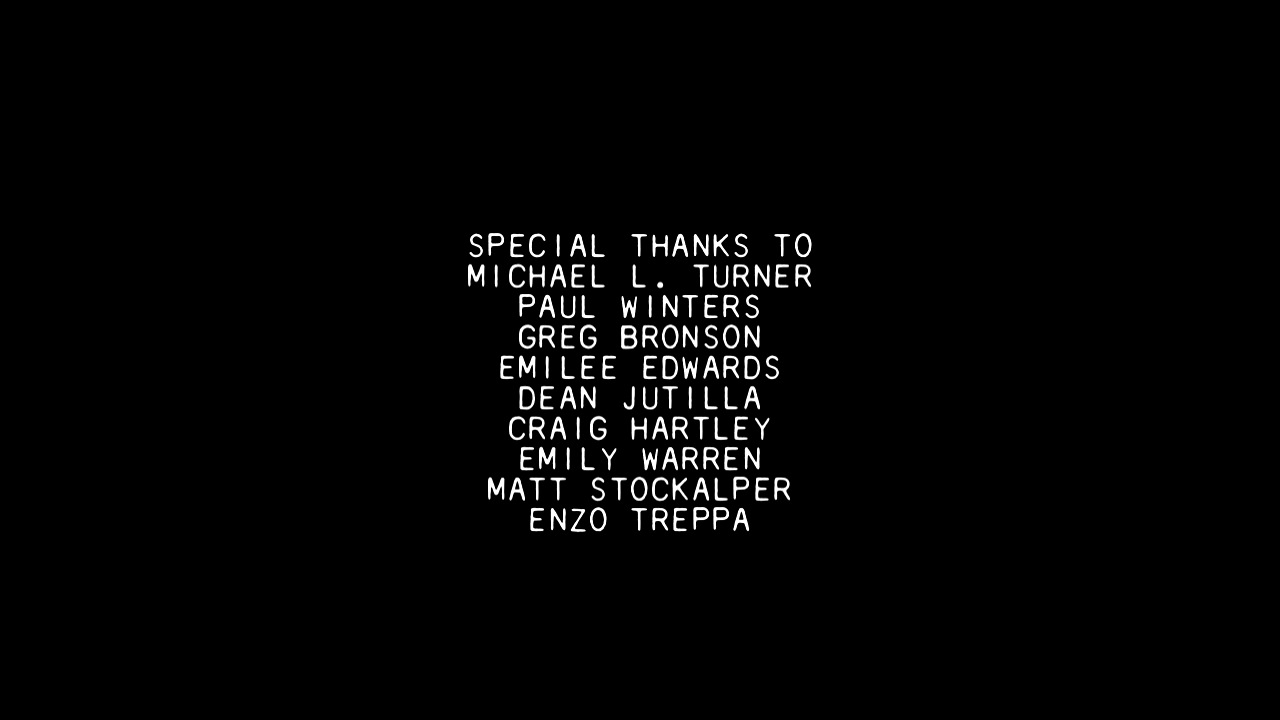 SPECIAL THANKS TO
MICHAEL L. TURNER
PAUL WINTERS
GREG BRONSON
EMILEE EDWARDS
DEAN JUTILLA
CRAIG HARTLEY
EMILY WARREN
MATT STOCKALPER
ENZO TREPPA